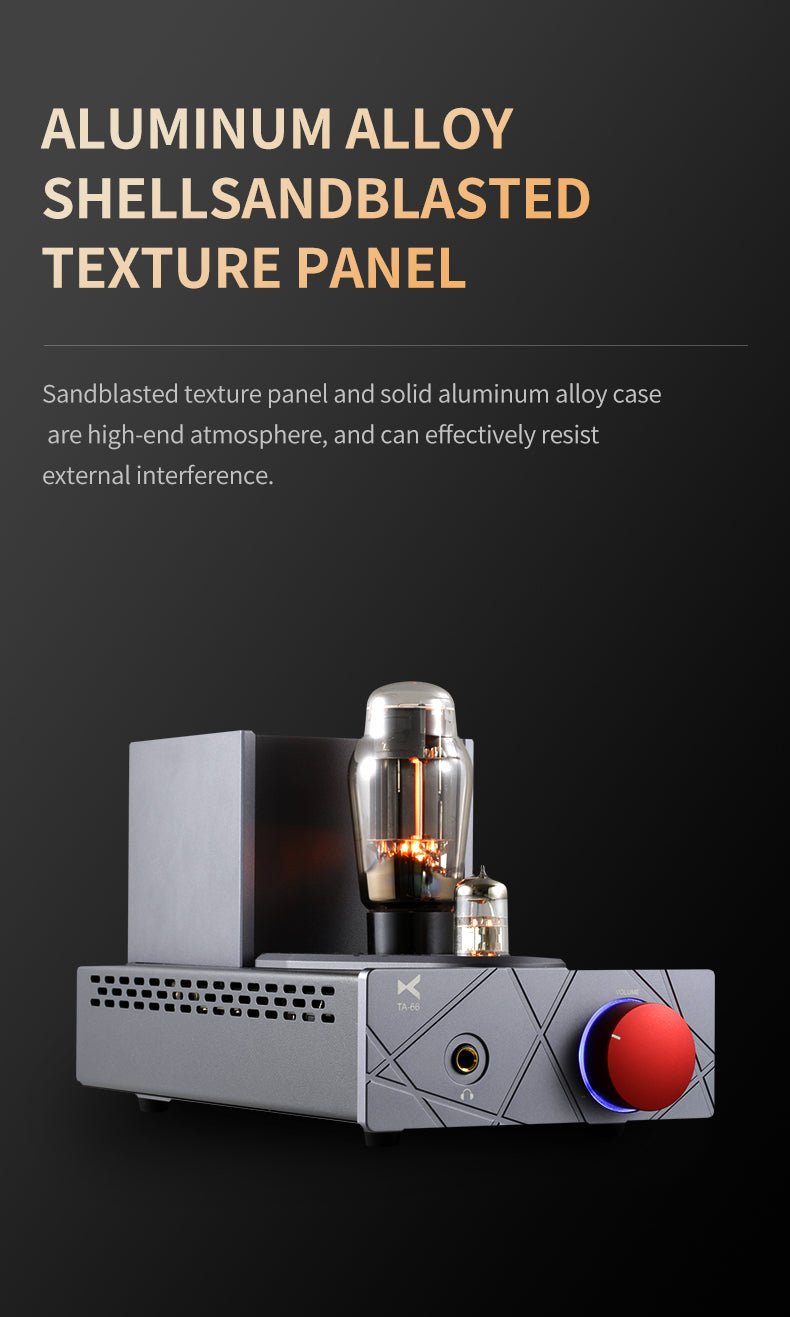 ALUMINUM ALLOY
SHELLSANDBLASTED
TEXTURE PANEL
Sandblasted texture panel and solid aluminum alloy case
are high-end atmosphere, and can effectively resist
external interference.
TA-66
VOLUME